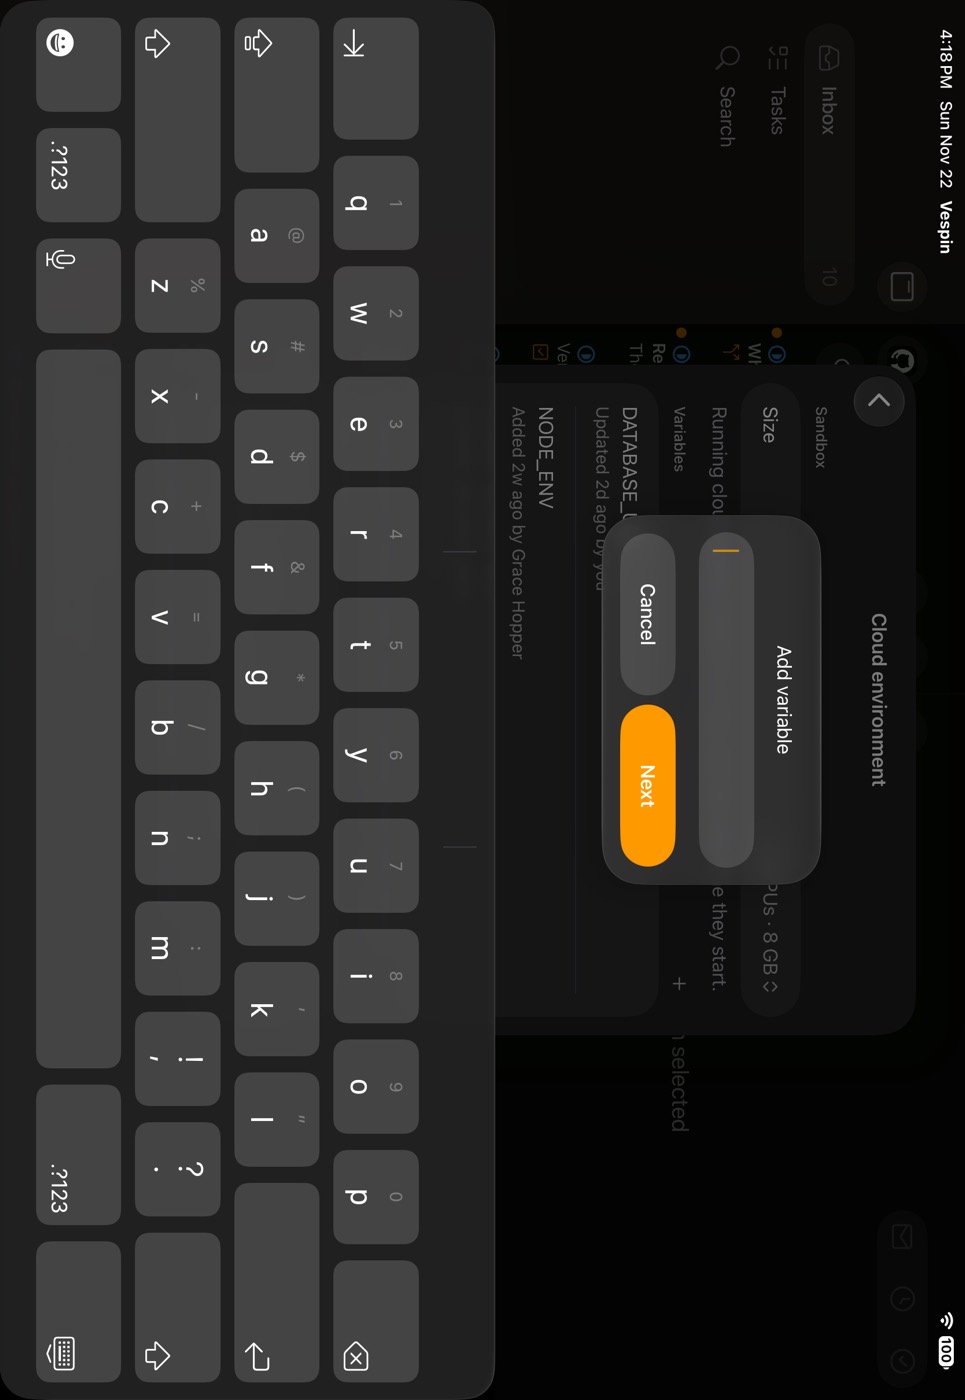 4:18 PM Sun Nov 22 Vespin
100
Cloud environment
Inbox 10
Tasks
Search
Sandbox
Size
8 GB
Add variable
Running
they start.
Variables
selected
Cancel
Next
DATABASE_
Updated 2d ago by you
NODE_ENV
Added 2w ago by Grace Hopper
1 2 3 4 5 6 7 8 9 0
q w e r t y u i o p
@ # $ & * ( ) ' "
a s d f g h j k l
% - + = / ; : ! ?
z x c v b n m , .
.?123 .?123